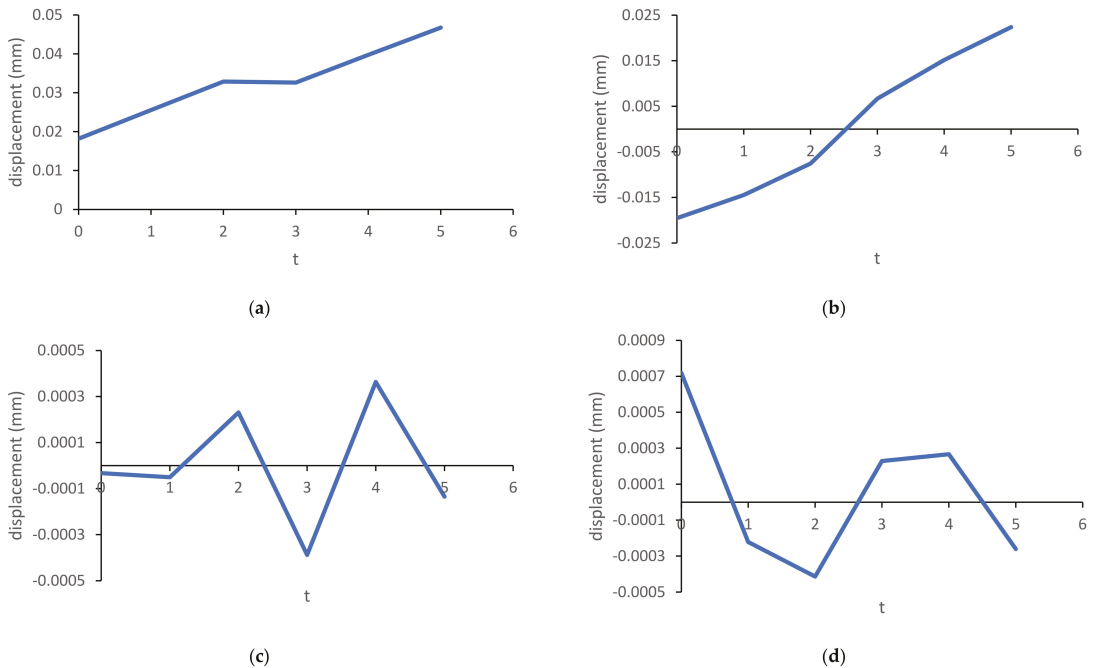 0.05
0.04
0.03
0.02
0.01
0
displacement (mm)
0 1 2 3 4 5 6
t
(a)
0.025
0.015
0.005
-0.005
-0.015
-0.025
displacement (mm)
0 1 2 3 4 5 6
t
(b)
0.0005
0.0003
0.0001
-0.0001
-0.0003
-0.0005
displacement (mm)
0 1 2 3 4 5 6
t
(c)
0.0009
0.0007
0.0005
0.0003
0.0001
-0.0001
-0.0003
-0.0005
displacement (mm)
0 1 2 3 4 5 6
t
(d)